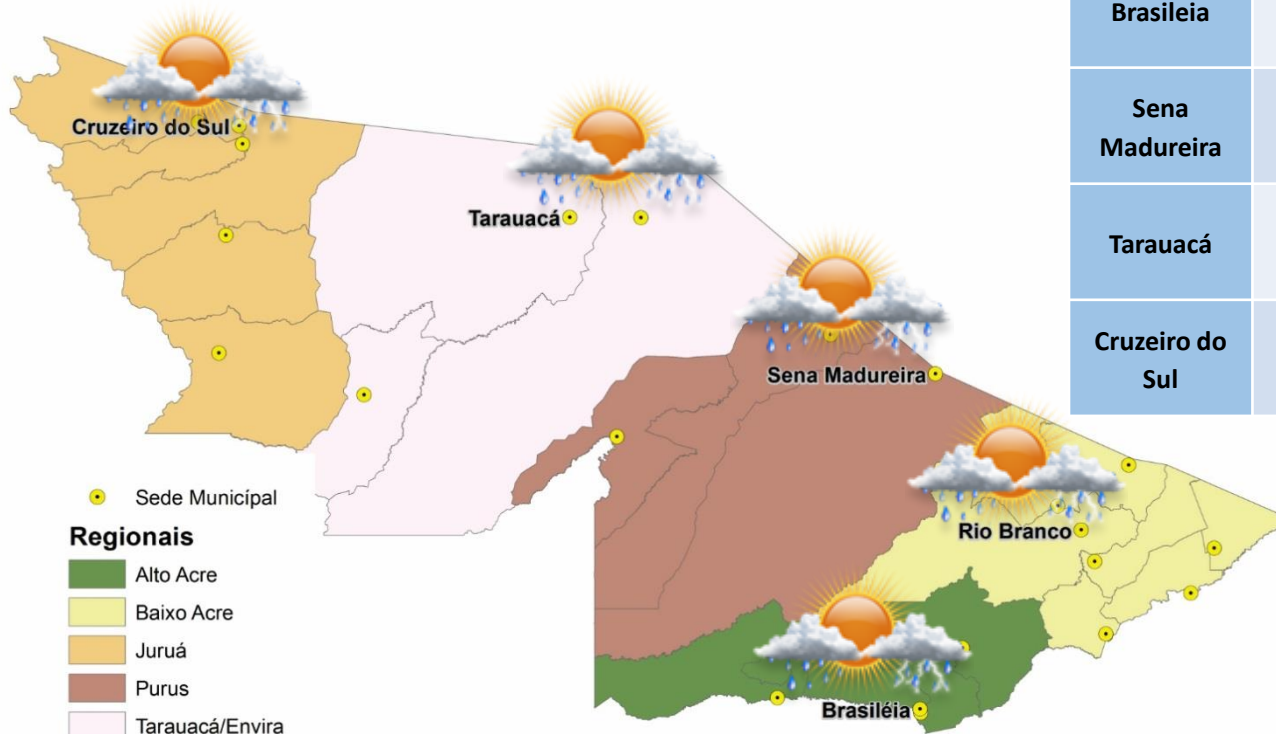 Brasileia
Sena
Madureira
Tarauacá
Cruzeiro do
Sul
Cruzeiro do Sul
Tarauacá
Sena Madureira
Rio Branco
Brasiléia
Sede Municípal
Regionais
Alto Acre
Baixo Acre
Juruá
Purus
Tarauacá/Envira